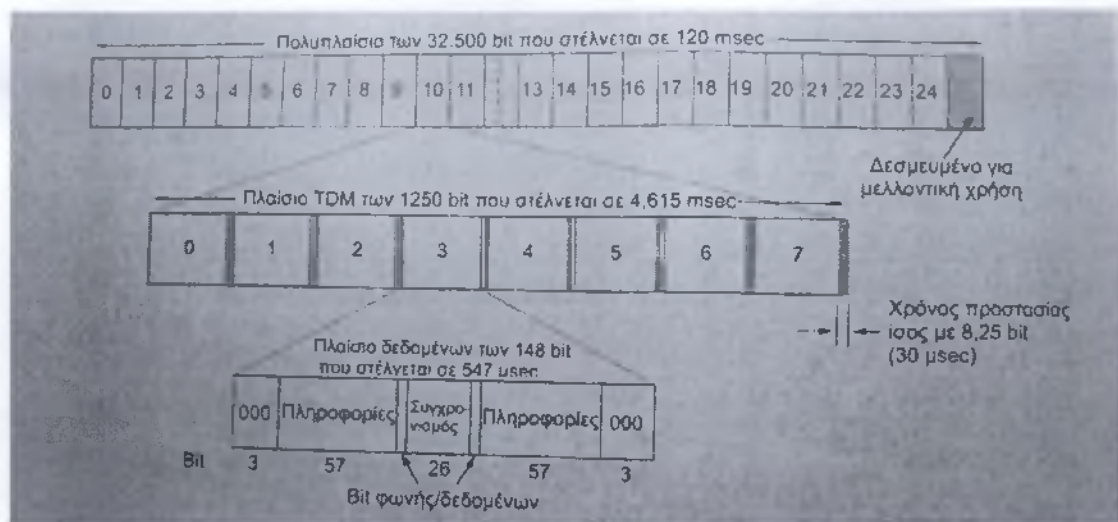 Πολυπλαίσιο των 32.500 bit που στέλνεται σε 120 msec
0 1 2 3 4 5 6 7 8 9 10 11 13 14 15 16 17 18 19 20 21 22 23 24
Δεσμευμένο για
μελλοντική χρήση
Πλαίσιο TDM των 1250 bit που στέλνεται σε 4,615 msec
0 1 2 3 4 5 6 7
Χρόνος προστασίας
ίσος με 8,25 bit
(30 μsec)
Πλαίσιο δεδομένων των 148 bit
που στέλνεται σε 547 μsec
000 Πληροφορίες Συγχρο- Πληροφορίες 000
νισμός
Bit 3 57 26 57 3
Bit φωνής/δεδομένων